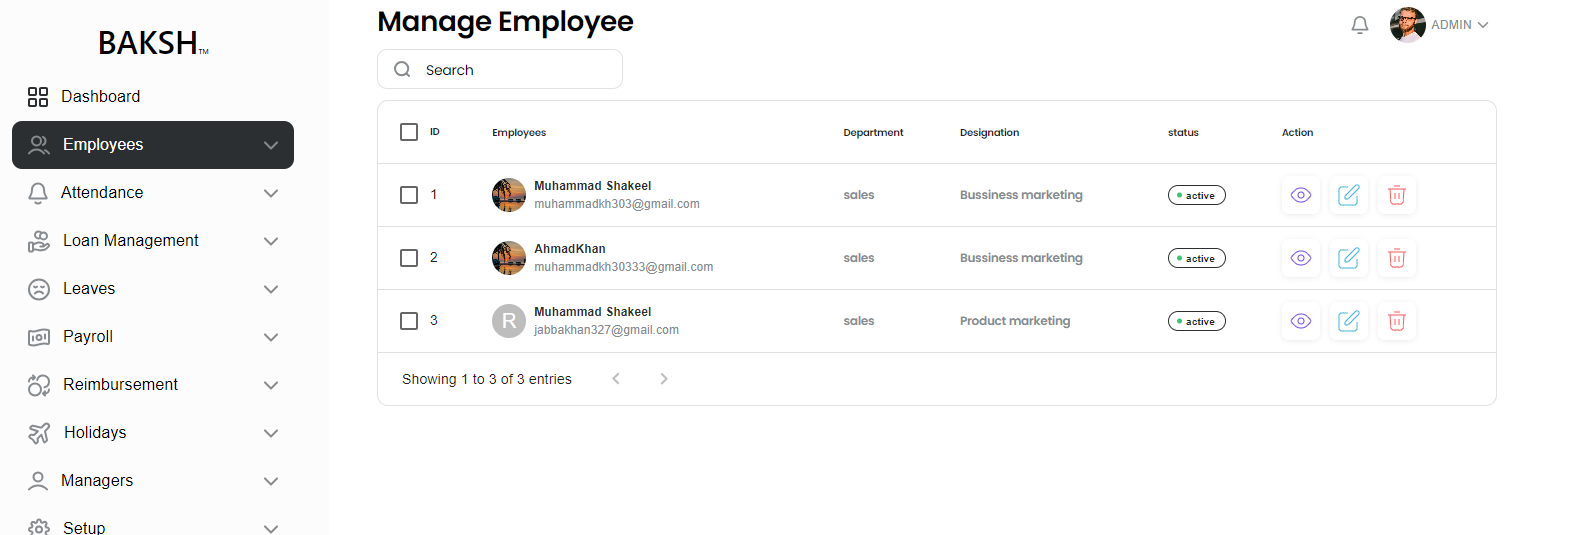 BAKSH™
Dashboard
Employees
Attendance
Loan Management
Leaves
Payroll
Reimbursement
Holidays
Managers
Setup
Manage Employee
ADMIN
Search
ID Employees Department Designation status Action
1 Muhammad Shakeel sales Bussiness marketing active
muhammadkh303@gmail.com
2 AhmadKhan sales Bussiness marketing active
muhammadkh30333@gmail.com
3 R Muhammad Shakeel sales Product marketing active
jabbakhan327@gmail.com
Showing 1 to 3 of 3 entries